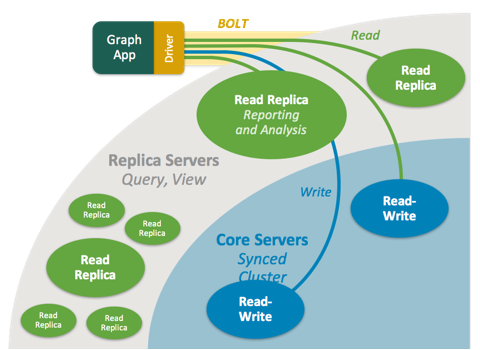 BOLT
Graph
App
Driver
Read
Read
Replica
Read Replica
Reporting
and Analysis
Replica Servers
Query, View
Write
Read-
Write
Read
Replica
Read
Replica
Read
Replica
Core Servers
Synced
Cluster
Read-
Write
Read
Replica
Read
Replica